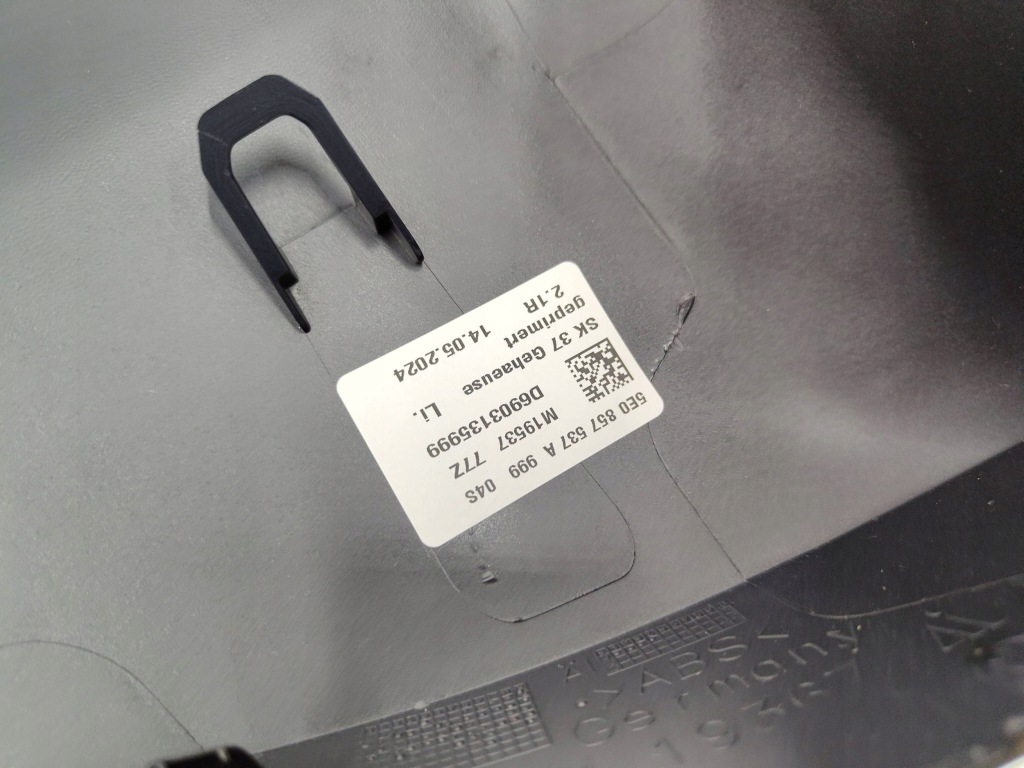 5E0 857 537 A 999 04S
M19537 77Z
D6903135999
SK 37 Gehaeuse Li.
geprimert 14.05.2024
2.1R
>ABS<
Germany